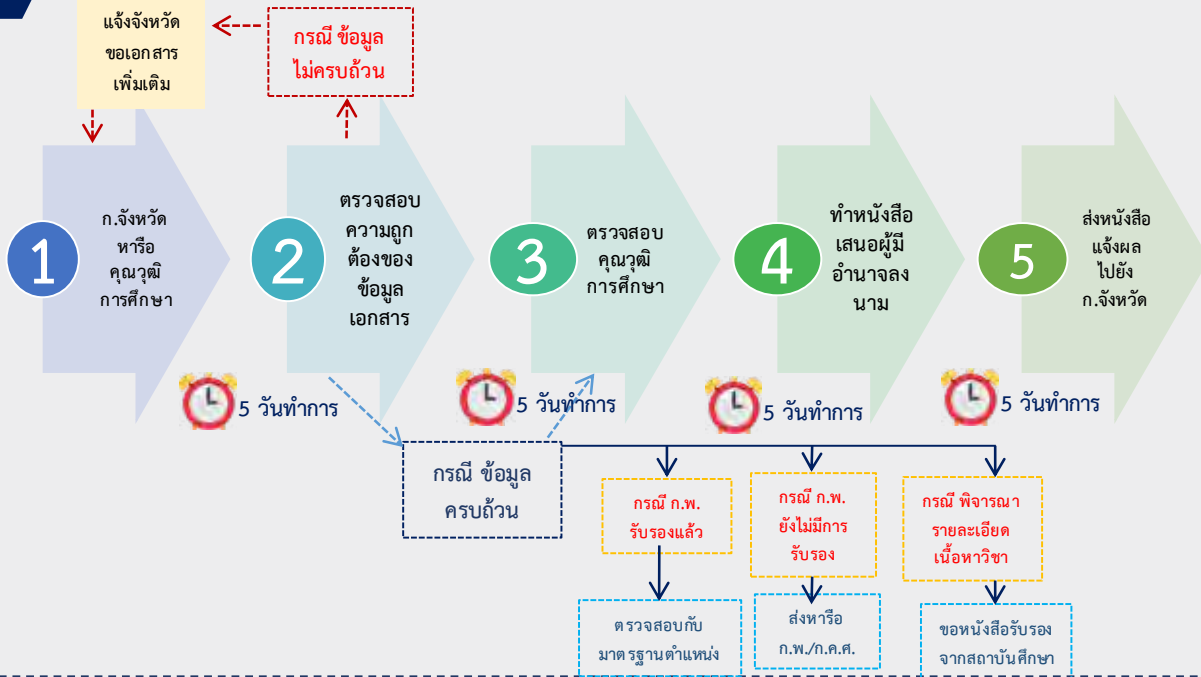 แจ้งจังหวัด
ขอเอกสาร
เพิ่มเติม
กรณี ข้อมูล
ไม่ครบถ้วน
1
ก.จังหวัด
หารือ
คุณวุฒิ
การศึกษา
2
ตรวจสอบ
ความถูก
ต้องของ
ข้อมูล
เอกสาร
3
ตรวจสอบ
คุณวุฒิ
การศึกษา
4
ทำหนังสือ
เสนอผู้มี
อำนาจลง
นาม
5
ส่งหนังสือ
แจ้งผล
ไปยัง
ก.จังหวัด
5 วันทำการ
5 วันทำการ
5 วันทำการ
5 วันทำการ
กรณี ข้อมูล
ครบถ้วน
กรณี ก.พ.
รับรองแล้ว
กรณี ก.พ.
ยังไม่มีการ
รับรอง
กรณี พิจารณา
รายละเอียด
เนื้อหาวิชา
ตรวจสอบกับ
มาตรฐานตำแหน่ง
ส่งหารือ
ก.พ./ก.ค.ศ.
ขอหนังสือรับรอง
จากสถาบันศึกษา